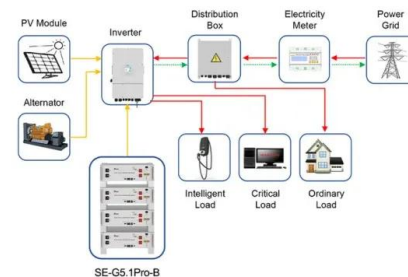 PV Module
Inverter
Distribution
Box
Electricity
Meter
Power
Grid
Alternator
Intelligent
Load
Critical
Load
Ordinary
Load
SE-G5.1Pro-B